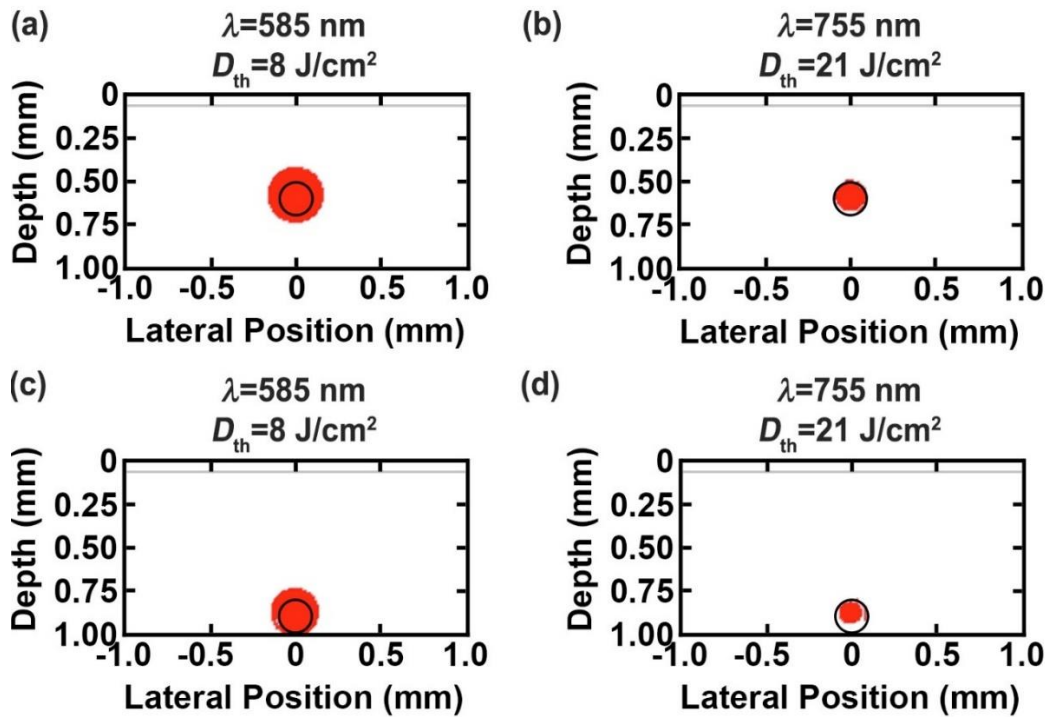 (a) λ=585 nm
D_th=8 J/cm²
Depth (mm)
0
0.25
0.50
0.75
1.00
-1.0 -0.5 0 0.5 1.0
Lateral Position (mm)
(b) λ=755 nm
D_th=21 J/cm²
Depth (mm)
0
0.25
0.50
0.75
1.00
-1.0 -0.5 0 0.5 1.0
Lateral Position (mm)
(c) λ=585 nm
D_th=8 J/cm²
Depth (mm)
0
0.25
0.50
0.75
1.00
-1.0 -0.5 0 0.5 1.0
Lateral Position (mm)
(d) λ=755 nm
D_th=21 J/cm²
Depth (mm)
0
0.25
0.50
0.75
1.00
-1.0 -0.5 0 0.5 1.0
Lateral Position (mm)